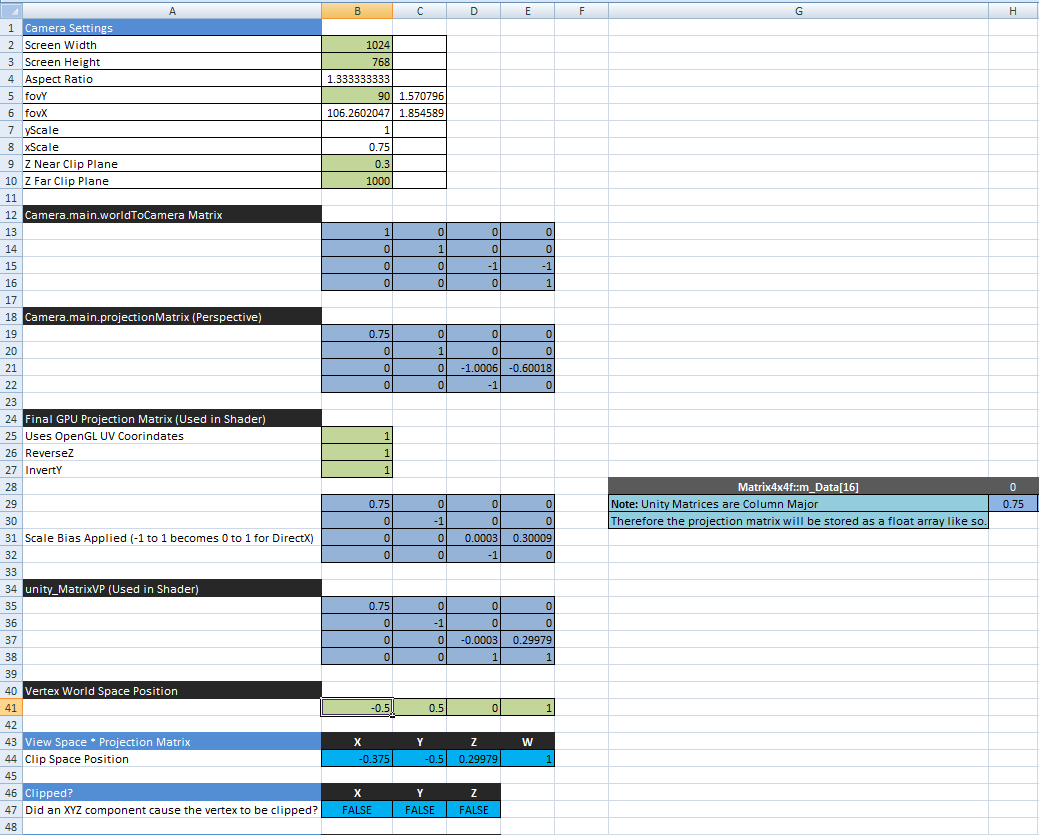 A B C D E F G H
1 Camera Settings
2 Screen Width 1024
3 Screen Height 768
4 Aspect Ratio 1.333333333
5 fovY 90 1.570796
6 fovX 106.2602047 1.854589
7 yScale 1
8 xScale 0.75
9 Z Near Clip Plane 0.3
10 Z Far Clip Plane 1000
11
12 Camera.main.worldToCamera Matrix
13 1 0 0 0
14 0 1 0 0
15 0 0 -1 -1
16 0 0 0 1
17
18 Camera.main.projectionMatrix (Perspective)
19 0.75 0 0 0
20 0 1 0 0
21 0 0 -1.0006 -0.60018
22 0 0 -1 0
23
24 Final GPU Projection Matrix (Used in Shader)
25 Uses OpenGL UV Coorindates 1
26 ReverseZ 1
27 InvertY 1
28 Matrix4x4f::m_Data[16] 0
29 0.75 0 0 0 Note: Unity Matrices are Column Major 0.75
30 0 -1 0 0 Therefore the projection matrix will be stored as a float array like so.
31 Scale Bias Applied (-1 to 1 becomes 0 to 1 for DirectX) 0 0 0.0003 0.30009
32 0 0 -1 0
33
34 unity_MatrixVP (Used in Shader)
35 0.75 0 0 0
36 0 -1 0 0
37 0 0 -0.0003 0.29979
38 0 0 1 1
39
40 Vertex World Space Position
41 -0.5 0.5 0 1
42
43 View Space * Projection Matrix X Y Z W
44 Clip Space Position -0.375 -0.5 0.29979 1
45
46 Clipped? X Y Z
47 Did an XYZ component cause the vertex to be clipped? FALSE FALSE FALSE
48